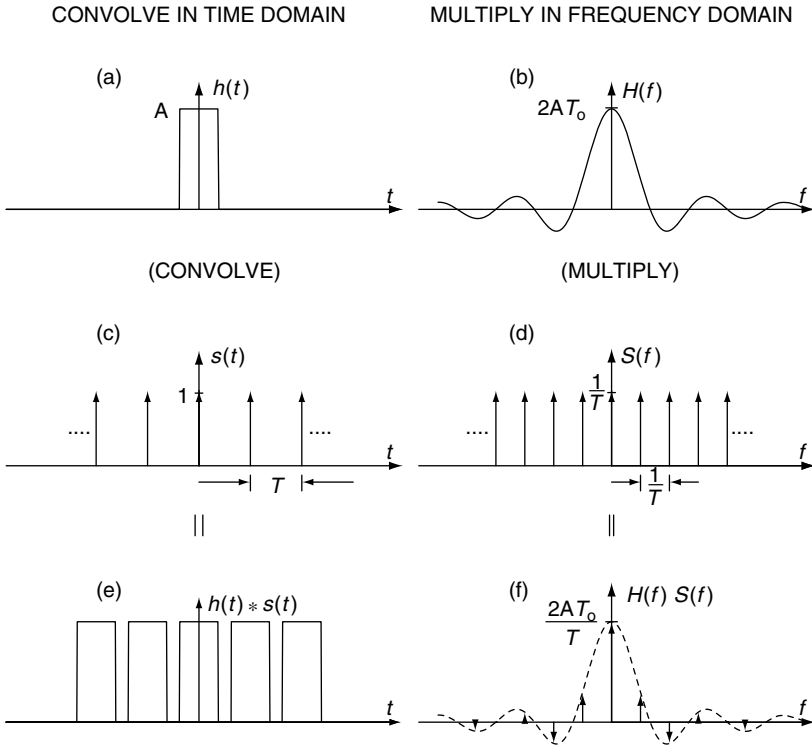 CONVOLVE IN TIME DOMAIN
MULTIPLY IN FREQUENCY DOMAIN
(a)
h(t)
A
t
(b)
H(f)
2AT₀
f
(CONVOLVE)
(MULTIPLY)
(c)
s(t)
1
....
....
t
T
(d)
S(f)
1/T
....
....
f
1/T
||
||
(e)
h(t) * s(t)
t
(f)
H(f) S(f)
2AT₀/T
f